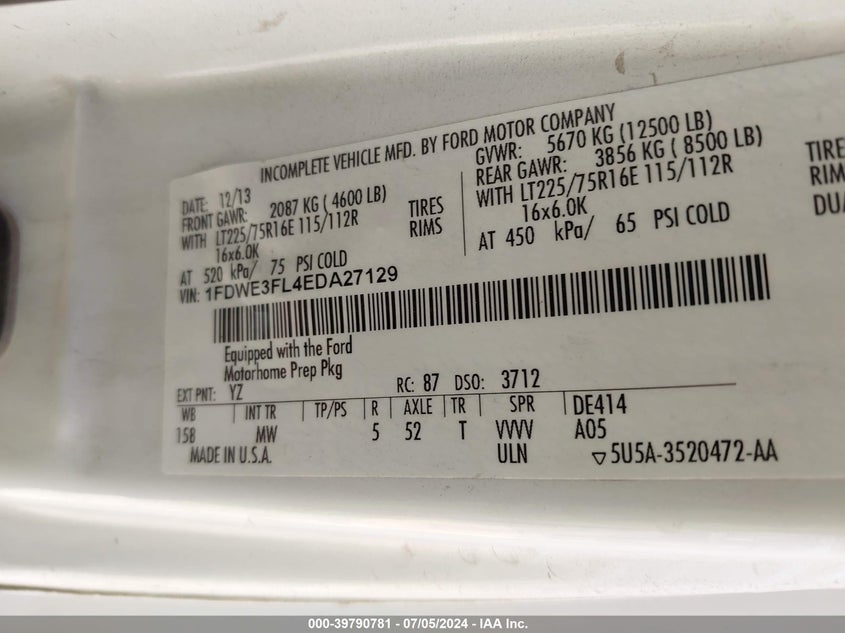 INCOMPLETE VEHICLE MFD. BY FORD MOTOR COMPANY
DATE: 12/13
FRONT GAWR: 2087 KG ( 4600 LB)
WITH LT225/75R16E 115/112R
16x6.0K
AT 520 kPa/ 75 PSI COLD
TIRES
RIMS
GVWR: 5670 KG (12500 LB)
REAR GAWR: 3856 KG ( 8500 LB)
WITH LT225/75R16E 115/112R
16x6.0K
AT 450 kPa/ 65 PSI COLD
TIRE
RIM
DUA
VIN: 1FDWE3FL4EDA27129
Equipped with the Ford
Motorhome Prep Pkg
EXT PNT: YZ RC: 87 DSO: 3712
WB INT TR TP/PS R AXLE TR SPR DE414
158 MW 5 52 T VVVV A05
MADE IN U.S.A. ULN ▽5U5A-3520472-AA
000-39790781 - 07/05/2024 - IAA Inc.